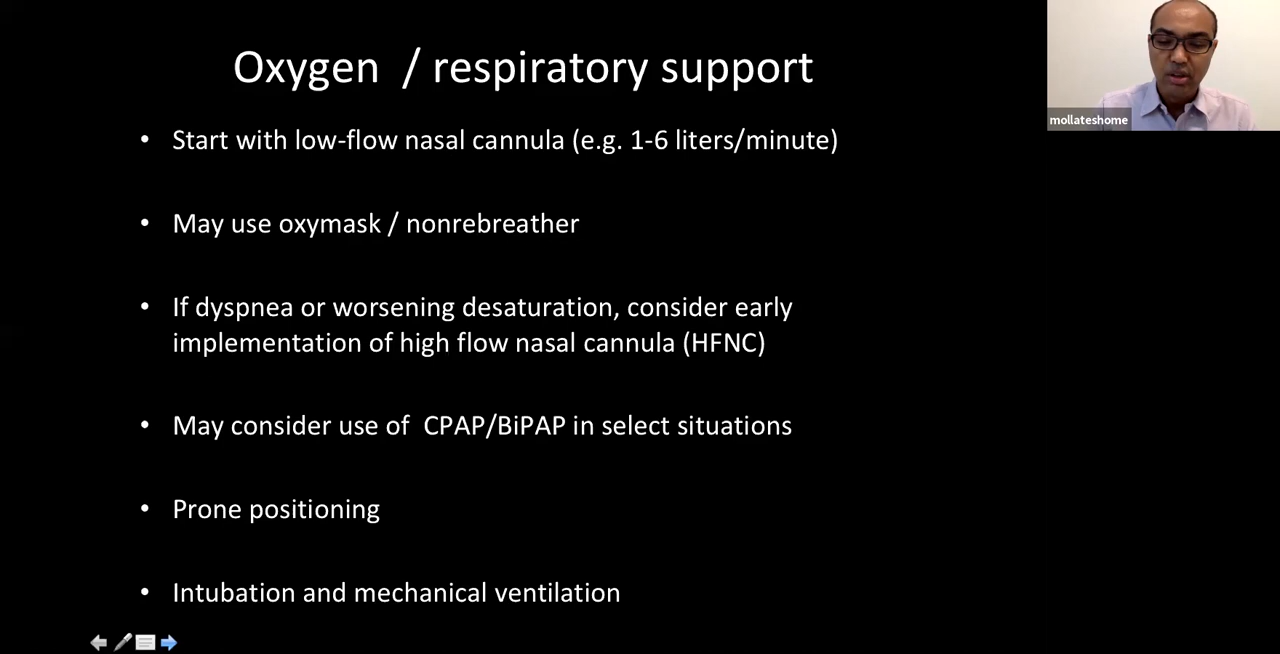 Oxygen / respiratory support
mollateshome
• Start with low-flow nasal cannula (e.g. 1-6 liters/minute)
• May use oxymask / nonrebreather
• If dyspnea or worsening desaturation, consider early
implementation of high flow nasal cannula (HFNC)
• May consider use of CPAP/BiPAP in select situations
• Prone positioning
• Intubation and mechanical ventilation